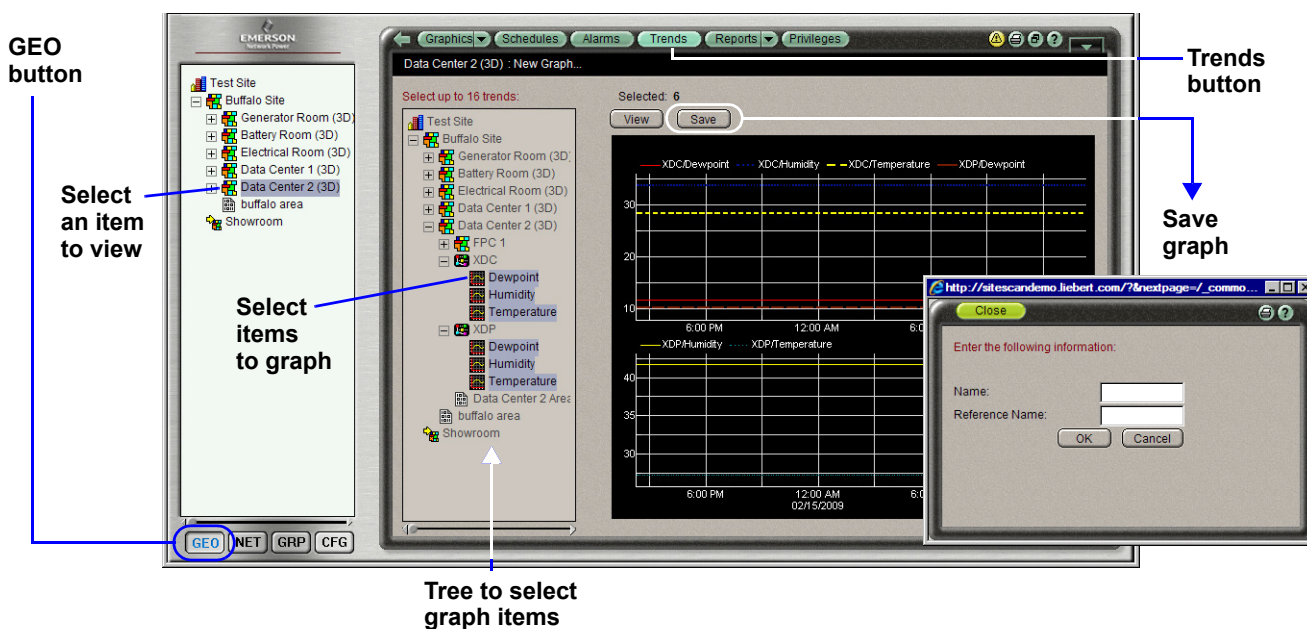 GEO
button
EMERSON
Network Power
Test Site
Buffalo Site
Generator Room (3D)
Battery Room (3D)
Electrical Room (3D)
Data Center 1 (3D)
Data Center 2 (3D)
buffalo area
Showroom
Select
an item
to view
GEO NET GRP CFG
Graphics Schedules Alarms Trends Reports Privileges
Data Center 2 (3D) : New Graph...
Trends
button
Select up to 16 trends:
Test Site
Buffalo Site
Generator Room (3D)
Battery Room (3D)
Electrical Room (3D)
Data Center 1 (3D)
Data Center 2 (3D)
FPC 1
XDC
Dewpoint
Humidity
Temperature
XDP
Dewpoint
Humidity
Temperature
Data Center 2 Area
buffalo area
Showroom
Select
items
to graph
Tree to select
graph items
Selected: 6
View Save
XDC/Dewpoint XDC/Humidity XDC/Temperature XDP/Dewpoint
30
20
10
6:00 PM 12:00 AM 6:0
XDP/Humidity XDP/Temperature
40
35
30
6:00 PM 12:00 AM 6:0
02/15/2009
Save
graph
http://sitescandemo.liebert.com/?&nextpage=/_commo...
Close
Enter the following information:
Name:
Reference Name:
OK Cancel